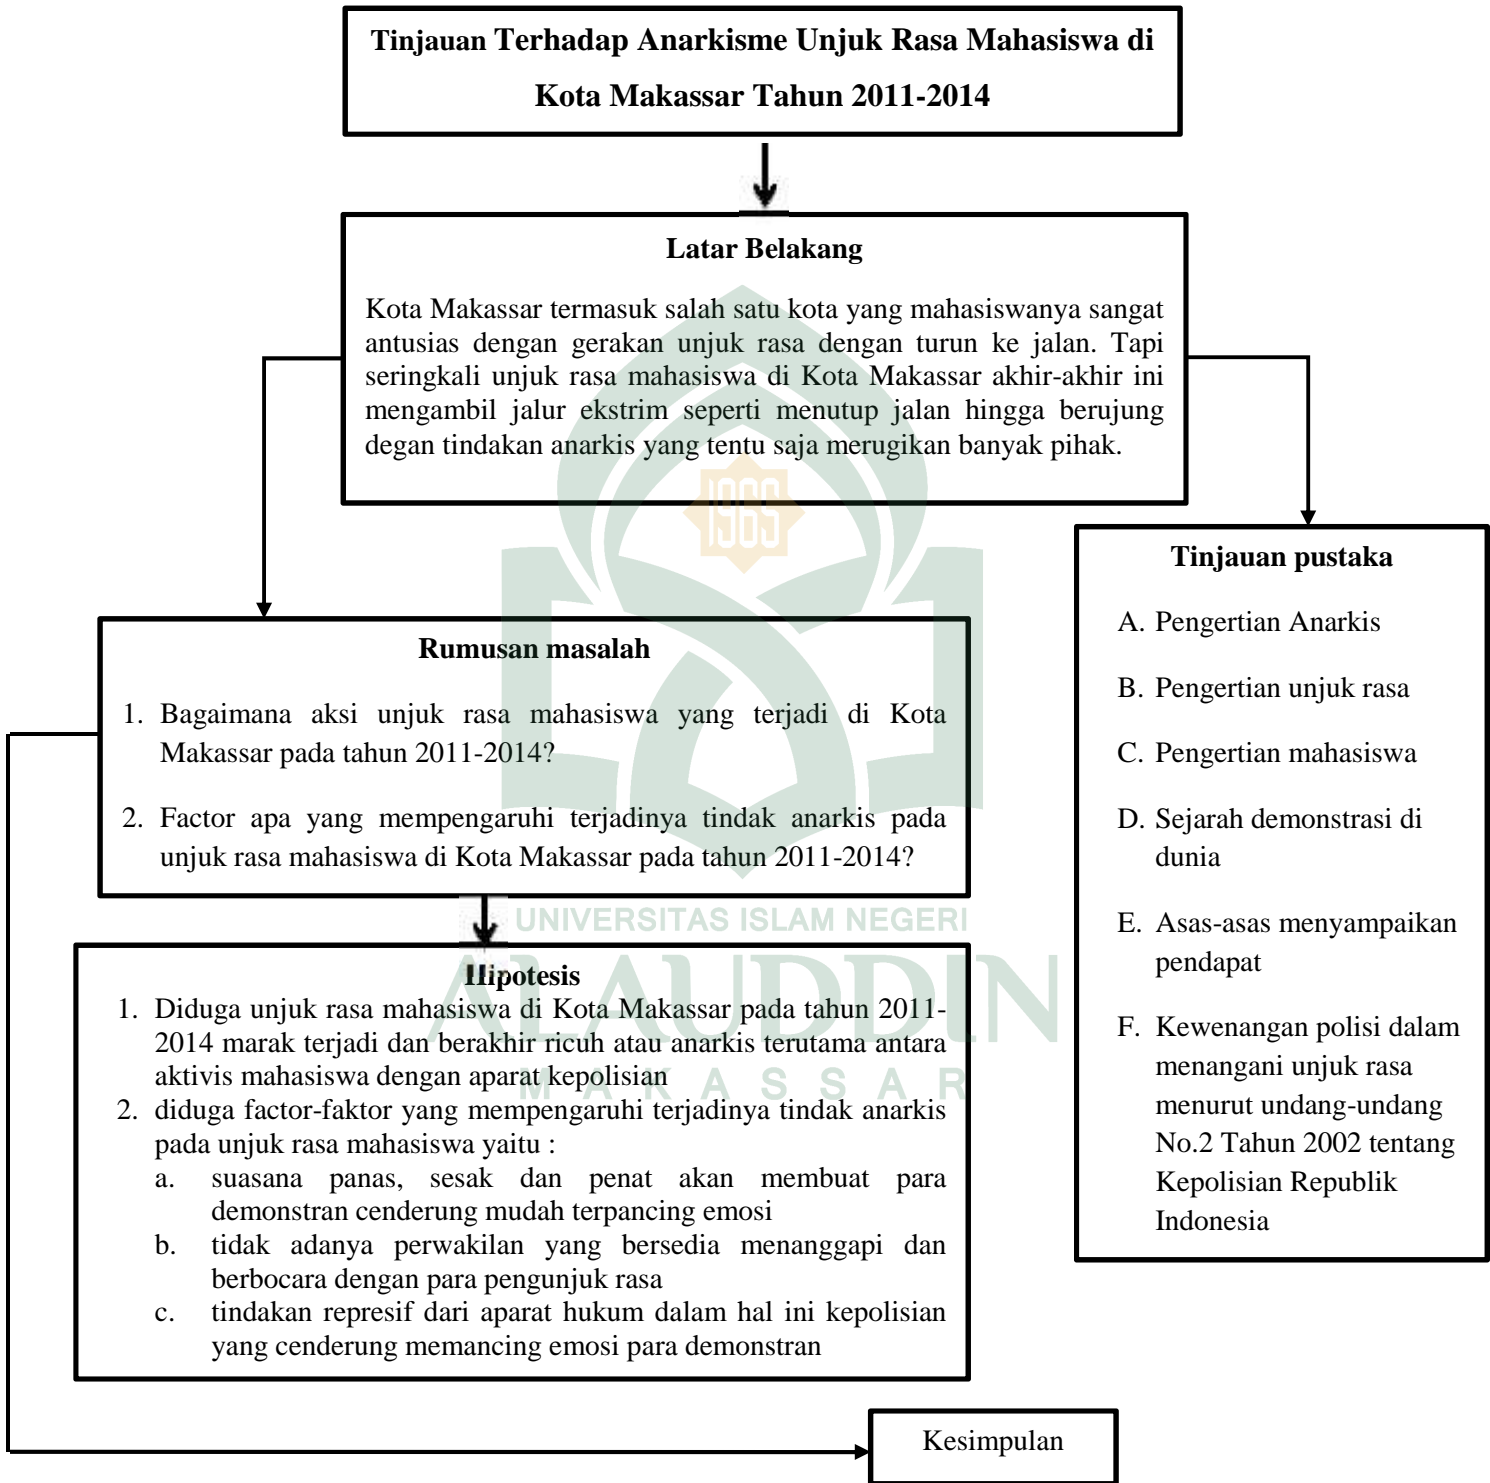 Tinjauan Terhadap Anarkisme Unjuk Rasa Mahasiswa di
Kota Makassar Tahun 2011-2014
Latar Belakang
Kota Makassar termasuk salah satu kota yang mahasiswanya sangat
antusias dengan gerakan unjuk rasa dengan turun ke jalan. Tapi
seringkali unjuk rasa mahasiswa di Kota Makassar akhir-akhir ini
mengambil jalur ekstrim seperti menutup jalan hingga berujung
degan tindakan anarkis yang tentu saja merugikan banyak pihak.
1965
Rumusan masalah
1. Bagaimana aksi unjuk rasa mahasiswa yang terjadi di Kota
Makassar pada tahun 2011-2014?
2. Factor apa yang mempengaruhi terjadinya tindak anarkis pada
unjuk rasa mahasiswa di Kota Makassar pada tahun 2011-2014?
UNIVERSITAS ISLAM NEGERI
ALAUDDIN
MAKASSAR
Hipotesis
1. Diduga unjuk rasa mahasiswa di Kota Makassar pada tahun 2011-
2014 marak terjadi dan berakhir ricuh atau anarkis terutama antara
aktivis mahasiswa dengan aparat kepolisian
2. diduga factor-faktor yang mempengaruhi terjadinya tindak anarkis
pada unjuk rasa mahasiswa yaitu :
a. suasana panas, sesak dan penat akan membuat para
demonstran cenderung mudah terpancing emosi
b. tidak adanya perwakilan yang bersedia menanggapi dan
berbocara dengan para pengunjuk rasa
c. tindakan represif dari aparat hukum dalam hal ini kepolisian
yang cenderung memancing emosi para demonstran
Tinjauan pustaka
A. Pengertian Anarkis
B. Pengertian unjuk rasa
C. Pengertian mahasiswa
D. Sejarah demonstrasi di
dunia
E. Asas-asas menyampaikan
pendapat
F. Kewenangan polisi dalam
menangani unjuk rasa
menurut undang-undang
No.2 Tahun 2002 tentang
Kepolisian Republik
Indonesia
Kesimpulan